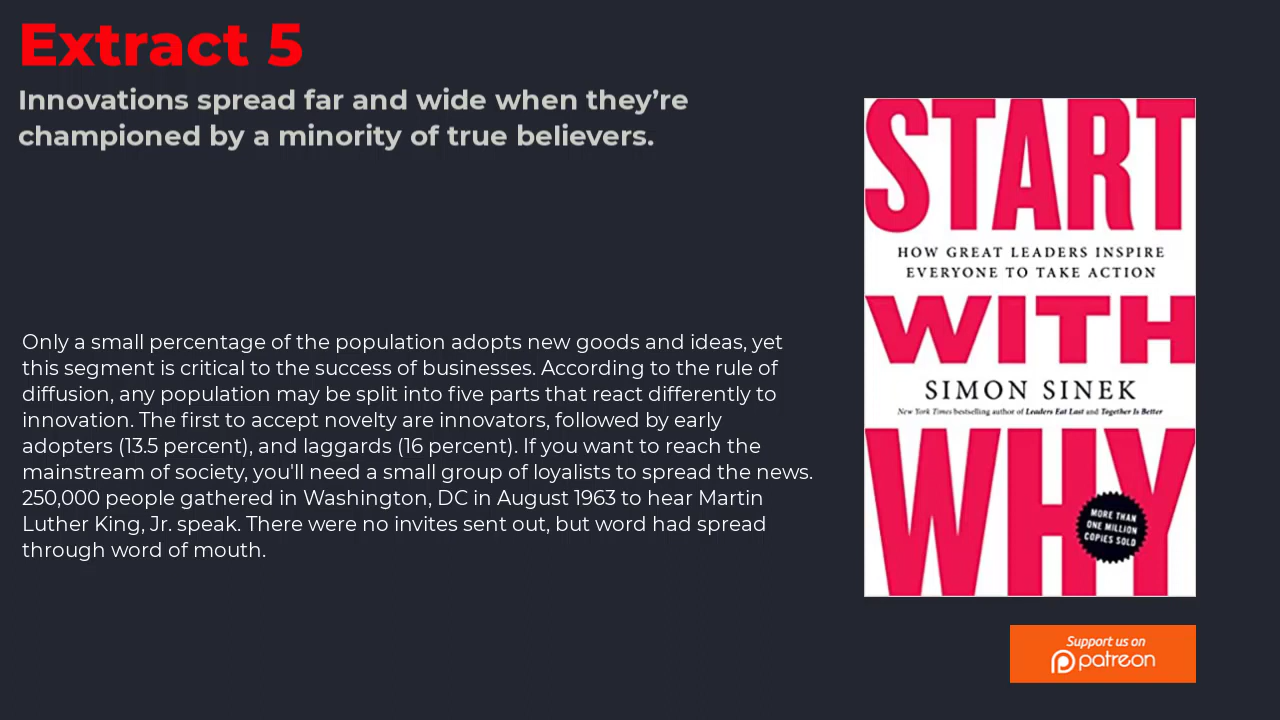 Extract 5
Innovations spread far and wide when they’re
championed by a minority of true believers.
Only a small percentage of the population adopts new goods and ideas, yet
this segment is critical to the success of businesses. According to the rule of
diffusion, any population may be split into five parts that react differently to
innovation. The first to accept novelty are innovators, followed by early
adopters (13.5 percent), and laggards (16 percent). If you want to reach the
mainstream of society, you'll need a small group of loyalists to spread the news.
250,000 people gathered in Washington, DC in August 1963 to hear Martin
Luther King, Jr. speak. There were no invites sent out, but word had spread
through word of mouth.
START
HOW GREAT LEADERS INSPIRE
EVERYONE TO TAKE ACTION
WITH
SIMON SINEK
New York Times bestselling author of Leaders Eat Last and Together Is Better
WHY
MORE THAN
ONE MILLION
COPIES SOLD
Support us on
patreon